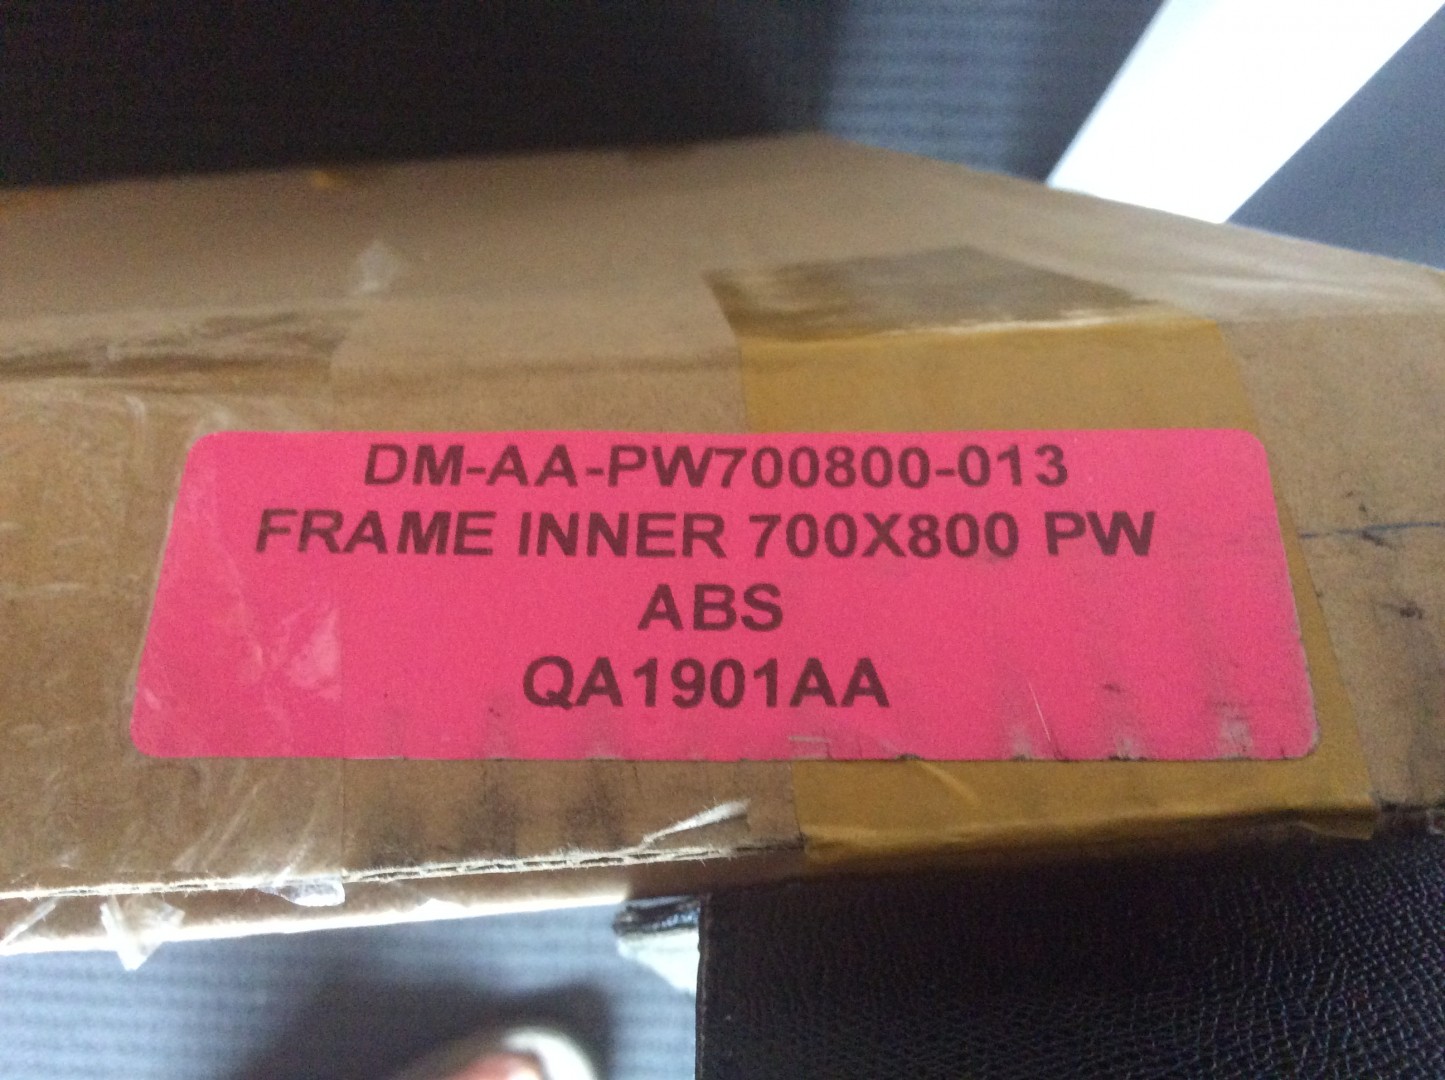 DM-AA-PW700800-013
FRAME INNER 700X800 PW
ABS
QA1901AA